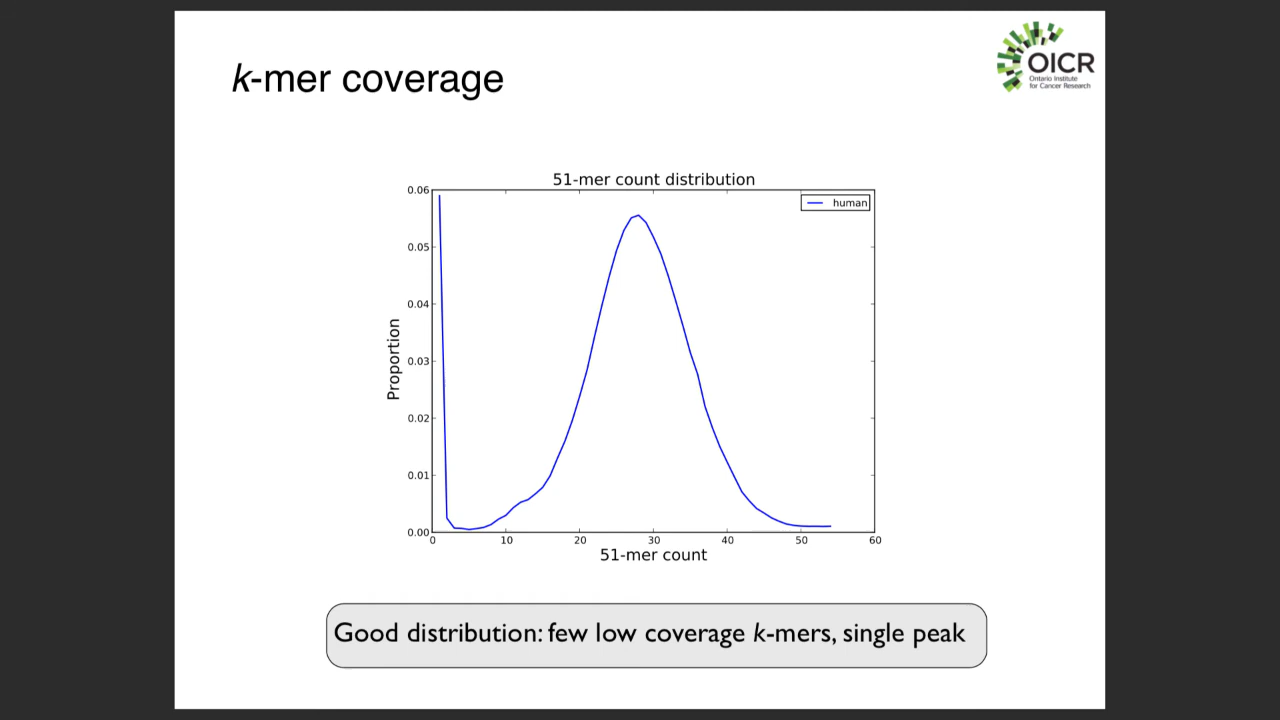 k-mer coverage
OICR
Ontario Institute
for Cancer Research
51-mer count distribution
human
0.06
0.05
0.04
0.03
0.02
0.01
0.00
Proportion
0 10 20 30 40 50 60
51-mer count
Good distribution: few low coverage k-mers, single peak